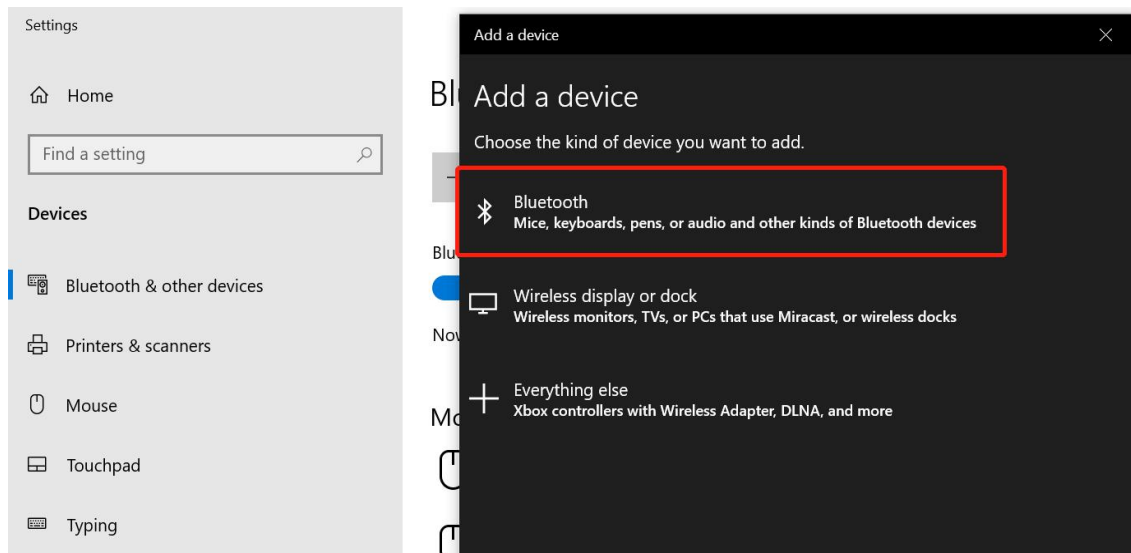 Settings
Home
Find a setting
Devices
Bluetooth & other devices
Printers & scanners
Mouse
Touchpad
Typing
Add a device
Add a device
Choose the kind of device you want to add.
Bluetooth
Mice, keyboards, pens, or audio and other kinds of Bluetooth devices
Wireless display or dock
Wireless monitors, TVs, or PCs that use Miracast, or wireless docks
Everything else
Xbox controllers with Wireless Adapter, DLNA, and more